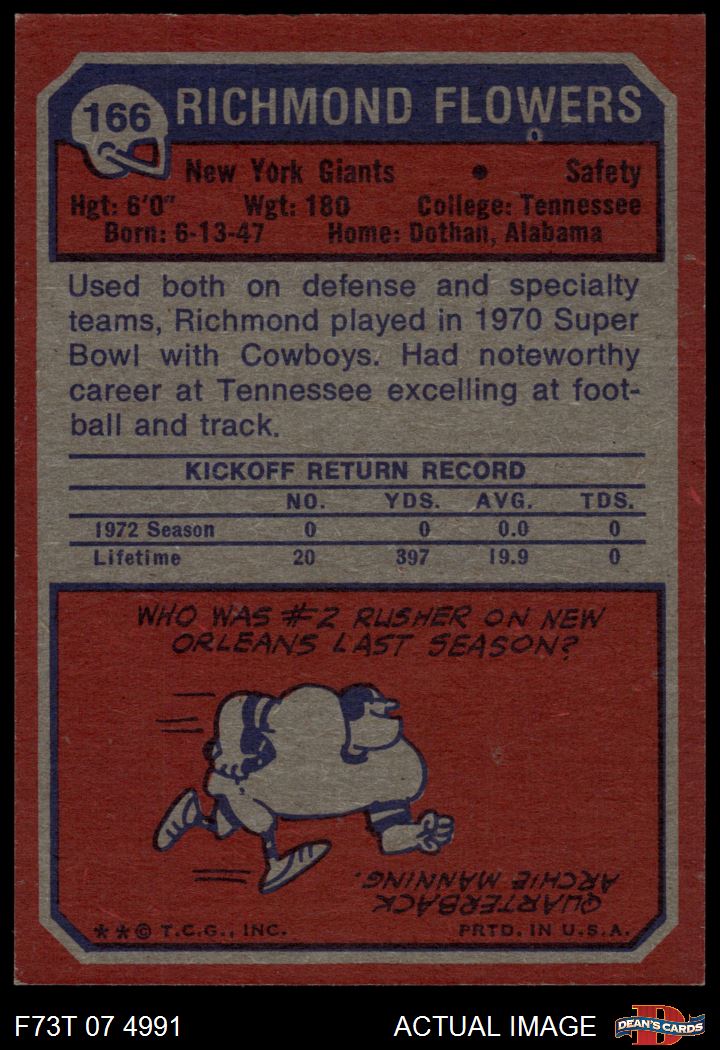 166 RICHMOND FLOWERS
New York Giants • Safety
Hgt: 6'0" Wgt: 180 College: Tennessee
Born: 6-13-47 Home: Dothan, Alabama
Used both on defense and specialty
teams, Richmond played in 1970 Super
Bowl with Cowboys. Had noteworthy
career at Tennessee excelling at foot-
ball and track.
KICKOFF RETURN RECORD
NO. YDS. AVG. TDS.
1972 Season 0 0 0.0 0
Lifetime 20 397 19.9 0
WHO WAS #2 RUSHER ON NEW
ORLEANS LAST SEASON?
QUARTERBACK
ARCHIE MANNING.
**© T.C.G., INC. PRTD. IN U.S.A.
F73T 07 4991 ACTUAL IMAGE DEAN'S CARDS